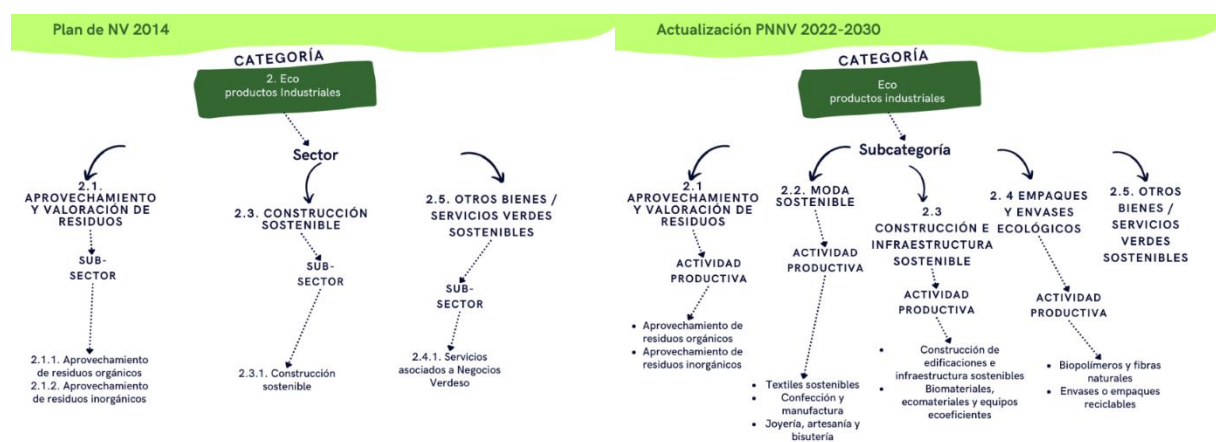 Plan de NV 2014
CATEGORÍA
2. Eco
productos Industriales
Sector
2.1.
APROVECHAMIENTO
Y VALORACIÓN DE
RESIDUOS
SUB-
SECTOR
2.1.1. Aprovechamiento
de residuos orgánicos
2.1.2. Aprovechamiento
de residuos inorgánicos
2.3. CONSTRUCCIÓN
SOSTENIBLE
SUB-
SECTOR
2.3.1. Construcción
sostenible
2.5. OTROS BIENES /
SERVICIOS VERDES
SOSTENIBLES
SUB-
SECTOR
2.4.1. Servicios
asociados a Negocios
Verdeso
Actualización PNNV 2022-2030
CATEGORÍA
Eco
productos industriales
Subcategoría
2.1
APROVECHAMIENTO
Y VALORACIÓN DE
RESIDUOS
ACTIVIDAD
PRODUCTIVA
• Aprovechamiento de
residuos orgánicos
• Aprovechamiento de
residuos inorgánicos
2.2. MODA
SOSTENIBLE
ACTIVIDAD
PRODUCTIVA
• Textiles sostenibles
• Confección y
manufactura
• Joyería, artesanía y
bisutería
2.3
CONSTRUCCIÓN E
INFRAESTRUCTURA
SOSTENIBLE
ACTIVIDAD
PRODUCTIVA
• Construcción de
edificaciones e
infraestructura sostenibles
• Biomateriales,
ecomateriales y equipos
ecoeficientes
2. 4 EMPAQUES
Y ENVASES
ECOLÓGICOS
ACTIVIDAD
PRODUCTIVA
• Biopolímeros y fibras
naturales
• Envases o empaques
reciclables
2.5. OTROS
BIENES /
SERVICIOS
VERDES
SOSTENIBLES